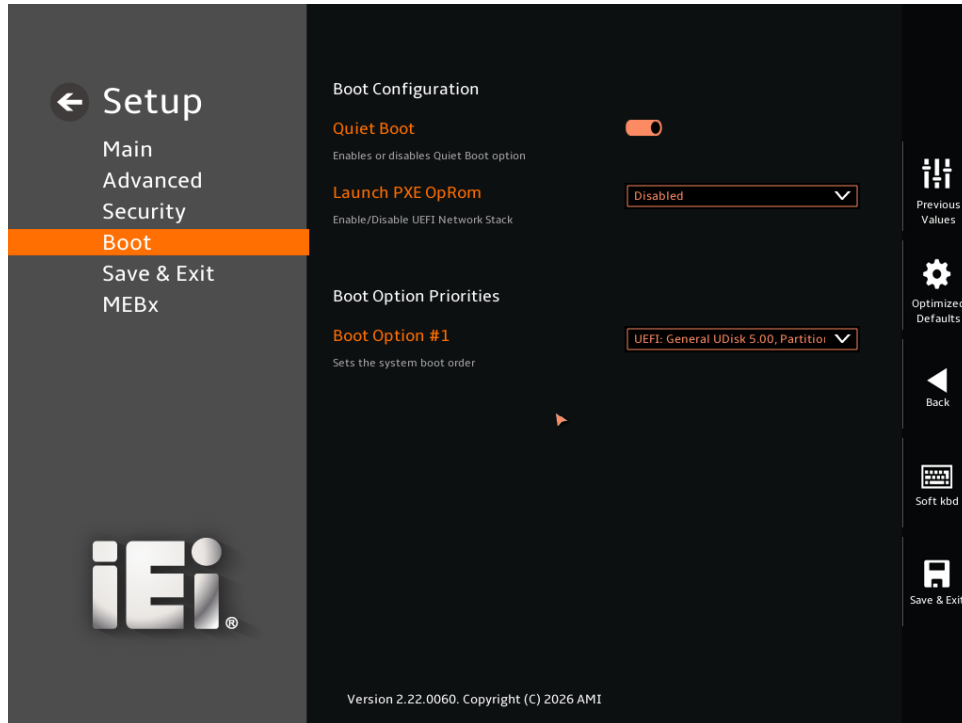 Setup
Main
Advanced
Security
Boot
Save & Exit
MEBx
iEi®
Boot Configuration
Quiet Boot
Enables or disables Quiet Boot option
Launch PXE OpRom
Disabled
Enable/Disable UEFI Network Stack
Boot Option Priorities
Boot Option #1
UEFI: General UDisk 5.00, Partition
Sets the system boot order
Version 2.22.0060. Copyright (C) 2026 AMI
Previous
Values
Optimized
Defaults
Back
Soft kbd
Save & Exit